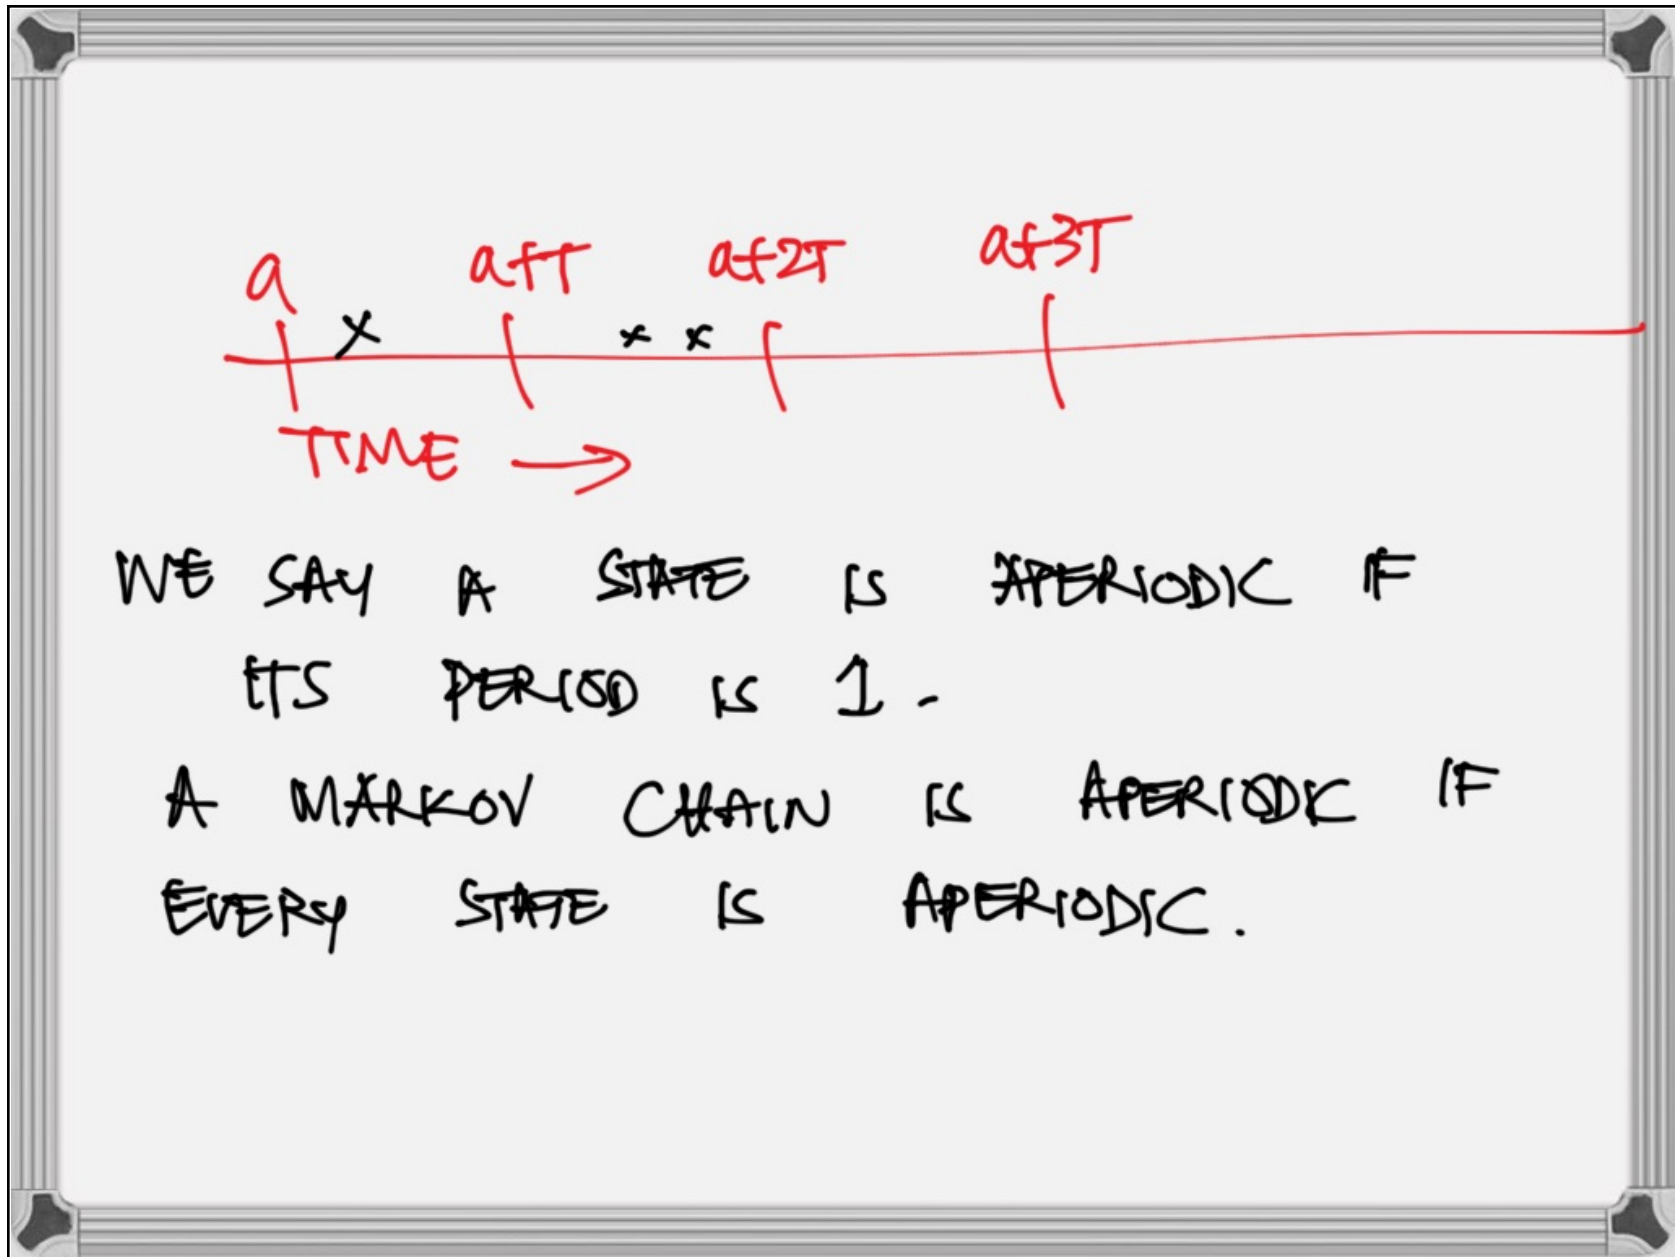 a a+T a+2T a+3T
x x x
TIME →
WE SAY A STATE IS APERIODIC IF
ITS PERIOD IS 1.
A MARKOV CHAIN IS APERIODIC IF
EVERY STATE IS APERIODIC.